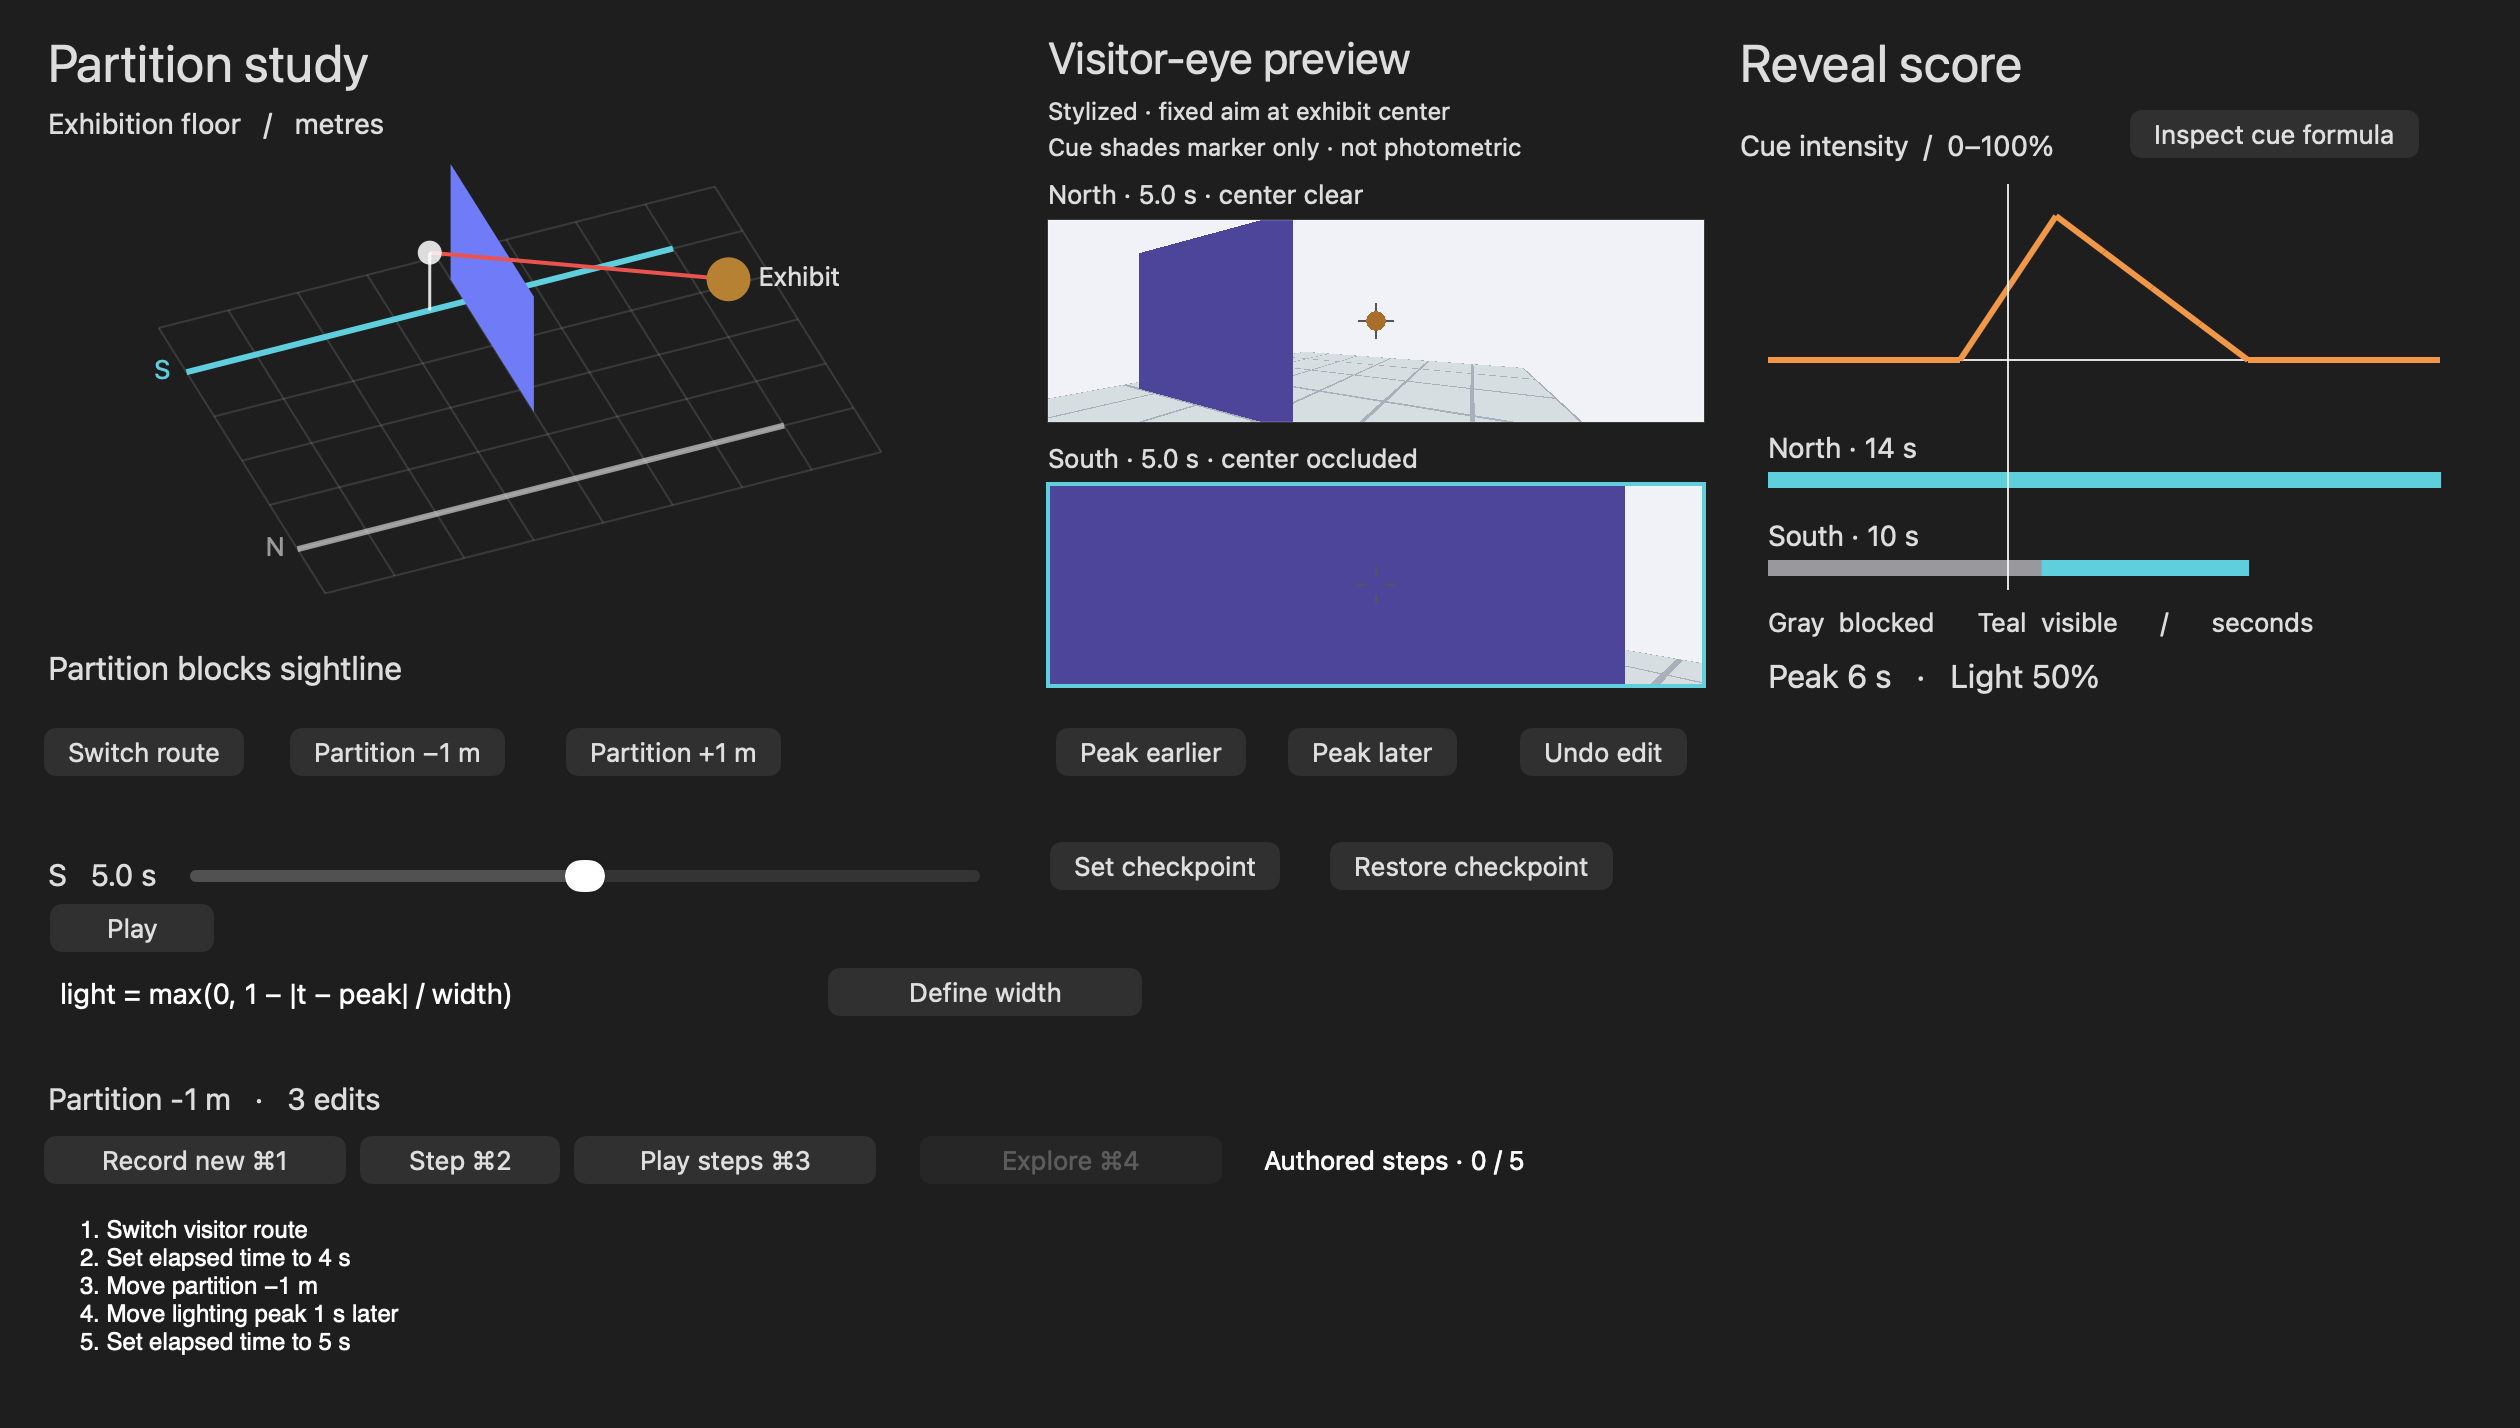 Partition study
Exhibition floor / metres
Exhibit
S
N
Partition blocks sightline
Switch route
Partition –1 m
Partition +1 m
S 5.0 s
Play
light = max(0, 1 – |t – peak| / width)
Define width
Visitor-eye preview
Stylized · fixed aim at exhibit center
Cue shades marker only · not photometric
North · 5.0 s · center clear
South · 5.0 s · center occluded
Peak earlier
Peak later
Undo edit
Set checkpoint
Restore checkpoint
Reveal score
Cue intensity / 0–100%
Inspect cue formula
North · 14 s
South · 10 s
Gray blocked Teal visible / seconds
Peak 6 s · Light 50%
Partition -1 m · 3 edits
Record new ⌘1
Step ⌘2
Play steps ⌘3
Explore ⌘4
Authored steps · 0 / 5
1. Switch visitor route
2. Set elapsed time to 4 s
3. Move partition –1 m
4. Move lighting peak 1 s later
5. Set elapsed time to 5 s